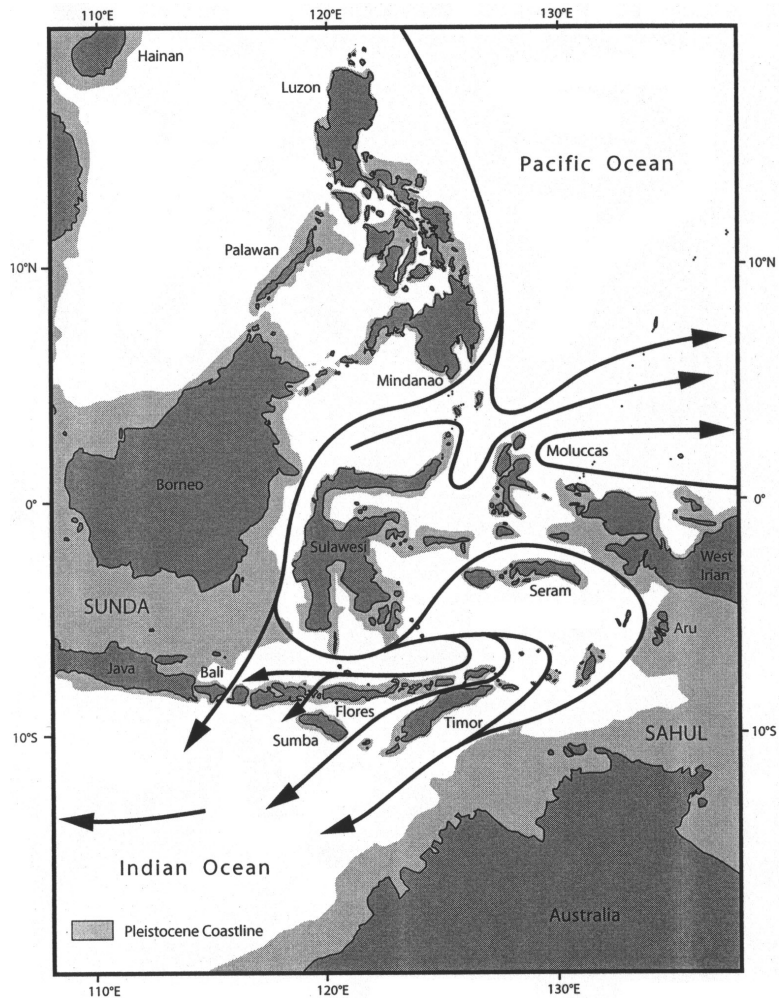 110°E
120°E
130°E
Hainan
Luzon
Pacific Ocean
Palawan
10°N
10°N
Mindanao
Moluccas
Borneo
0°
0°
Sulawesi
West
Irian
Seram
SUNDA
Aru
Java
Bali
Flores
Timor
SAHUL
Sumba
10°S
10°S
Indian Ocean
Australia
Pleistocene Coastline
110°E
120°E
130°E